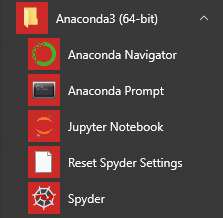 Anaconda3 (64-bit)
Anaconda Navigator
Anaconda Prompt
Jupyter Notebook
Reset Spyder Settings
Spyder